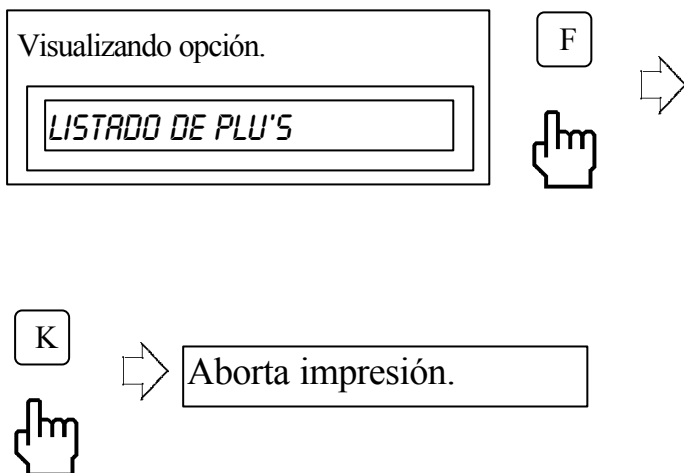 Visualizando opción.
F
LISTADO DE PLU'S
K
Aborta impresión.